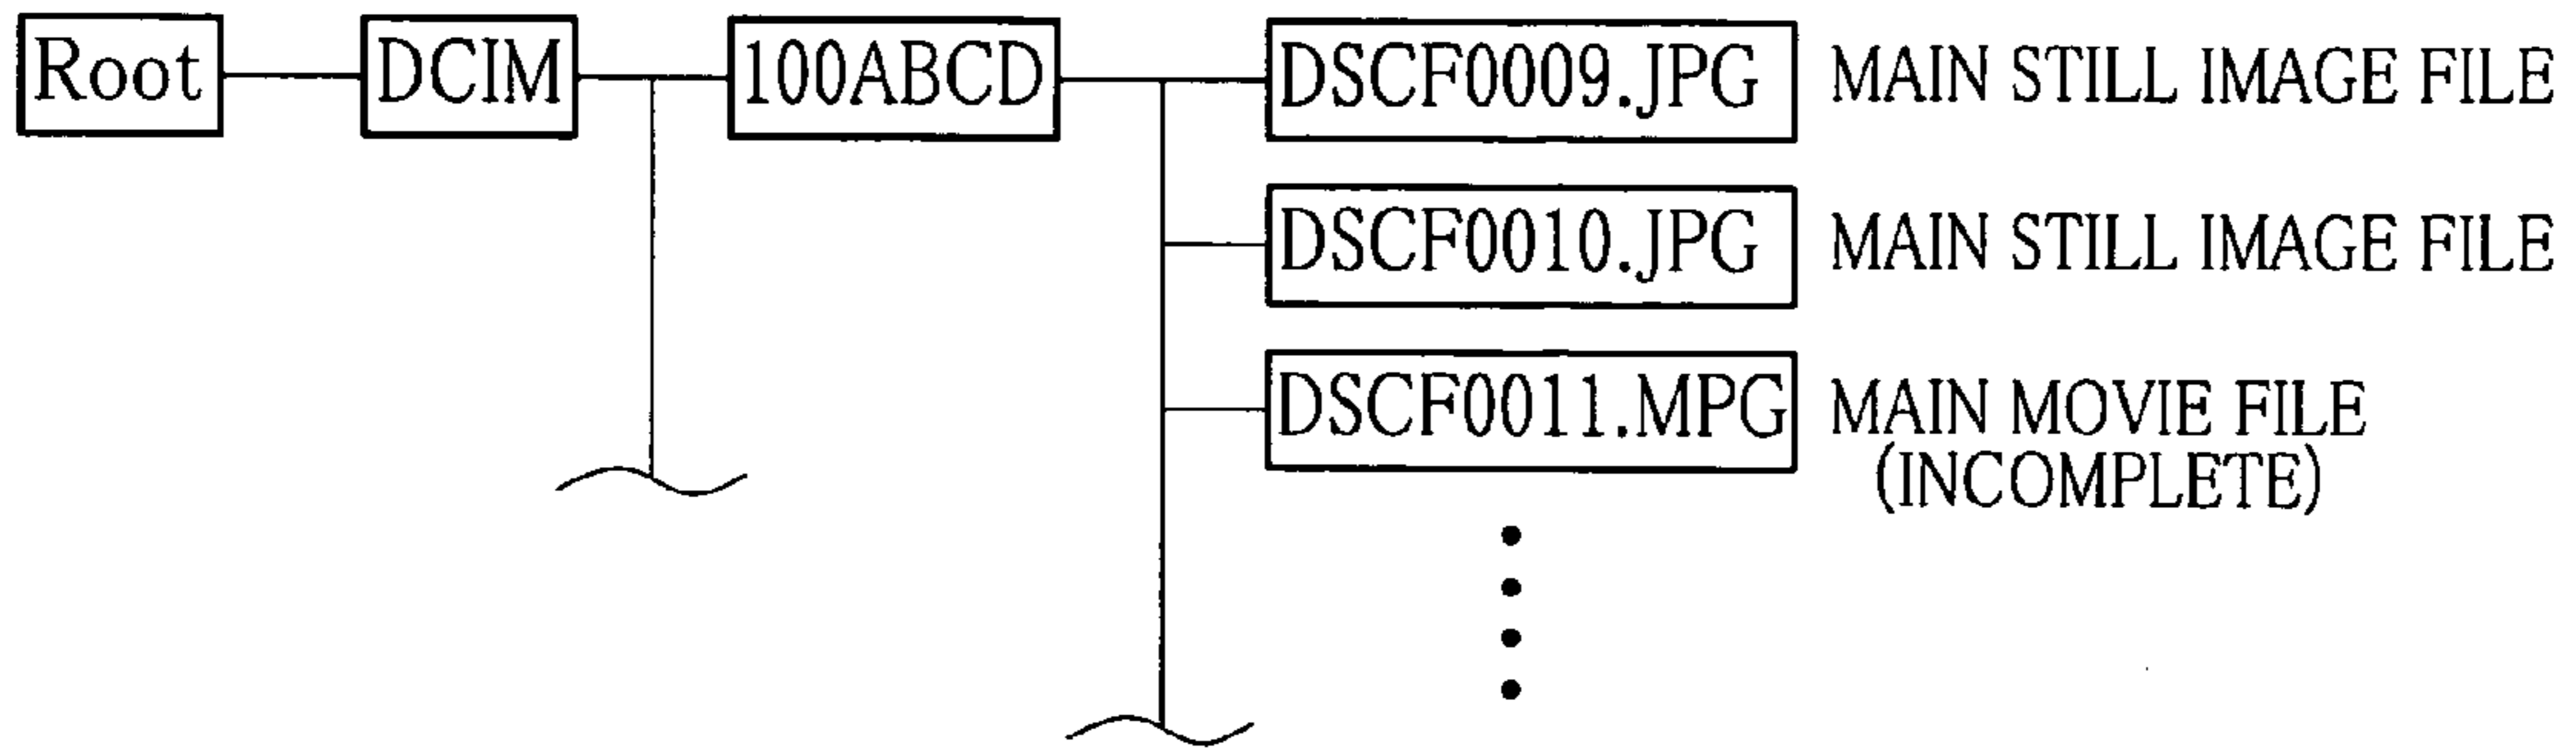 Root DCIM 100ABCD DSCF0009.JPG MAIN STILL IMAGE FILE
DSCF0010.JPG MAIN STILL IMAGE FILE
DSCF0011.MPG MAIN MOVIE FILE
(INCOMPLETE)